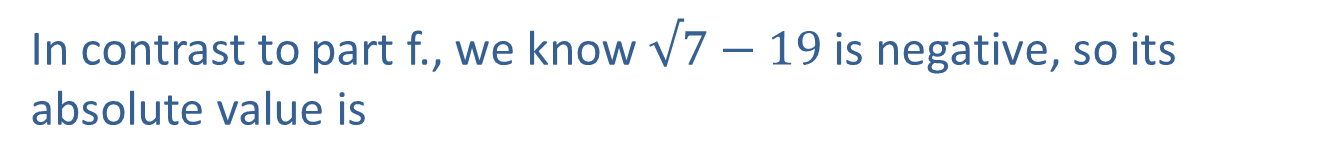 In contrast to part f., we know √7 − 19 is negative, so its
absolute value is